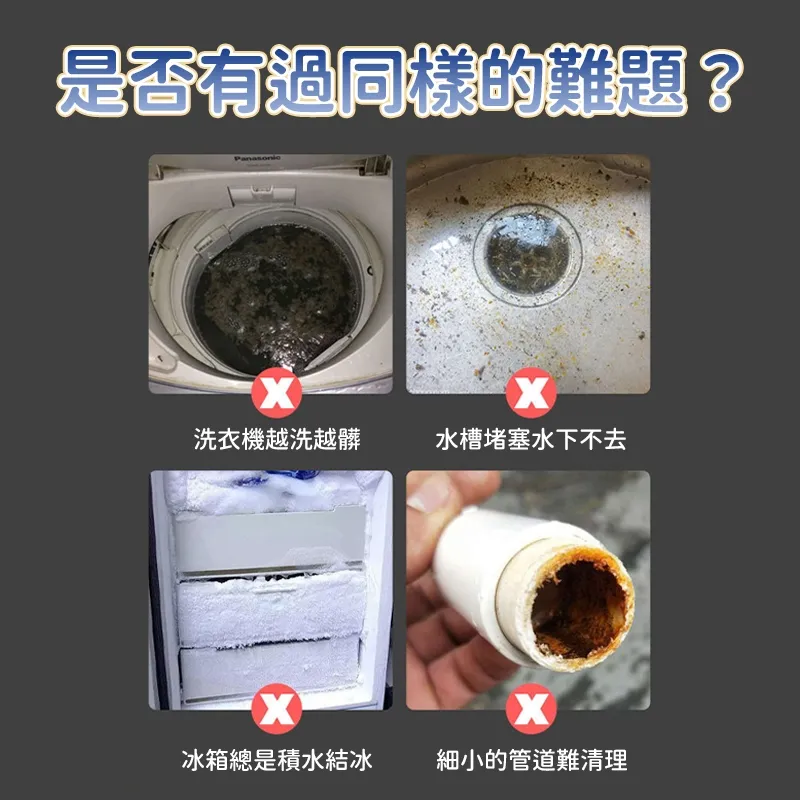 是否有過同樣的難題？
Panasonic
X
X
洗衣機越洗越髒
水槽堵塞水下不去
X
X
冰箱總是積水結冰
細小的管道難清理